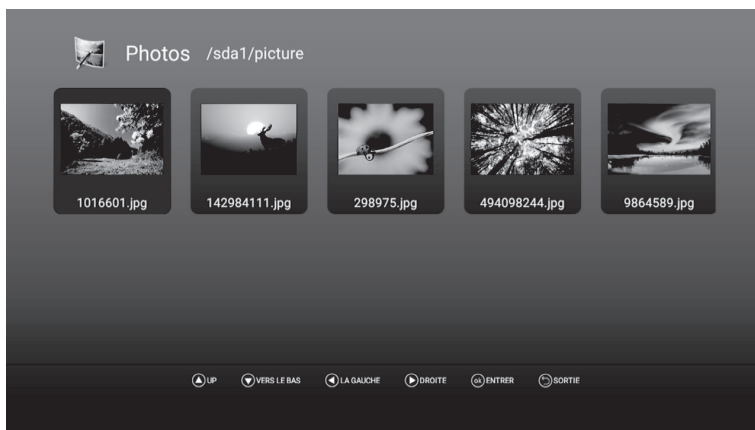 Photos /sda1/picture
1016601.jpg 142984111.jpg 298975.jpg 494098244.jpg 9864589.jpg
UP VERS LE BAS LA GAUCHE DROITE ok ENTRER SORTIE